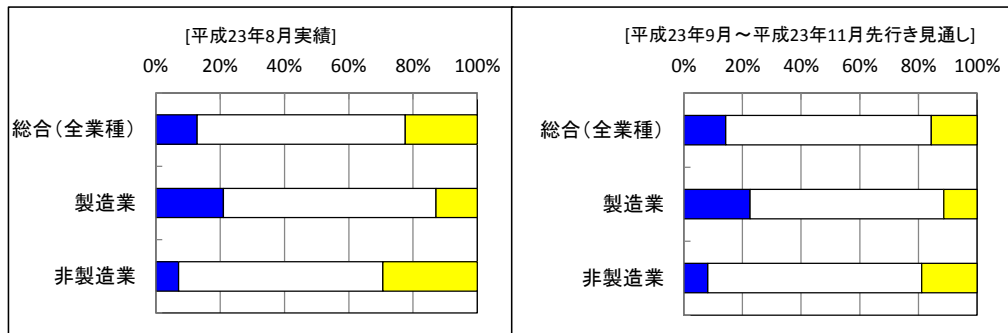 [平成23年8月実績]
0% 20% 40% 60% 80% 100%
総合(全業種)
製造業
非製造業
[平成23年9月～平成23年11月先行き見通し]
0% 20% 40% 60% 80% 100%
総合(全業種)
製造業
非製造業